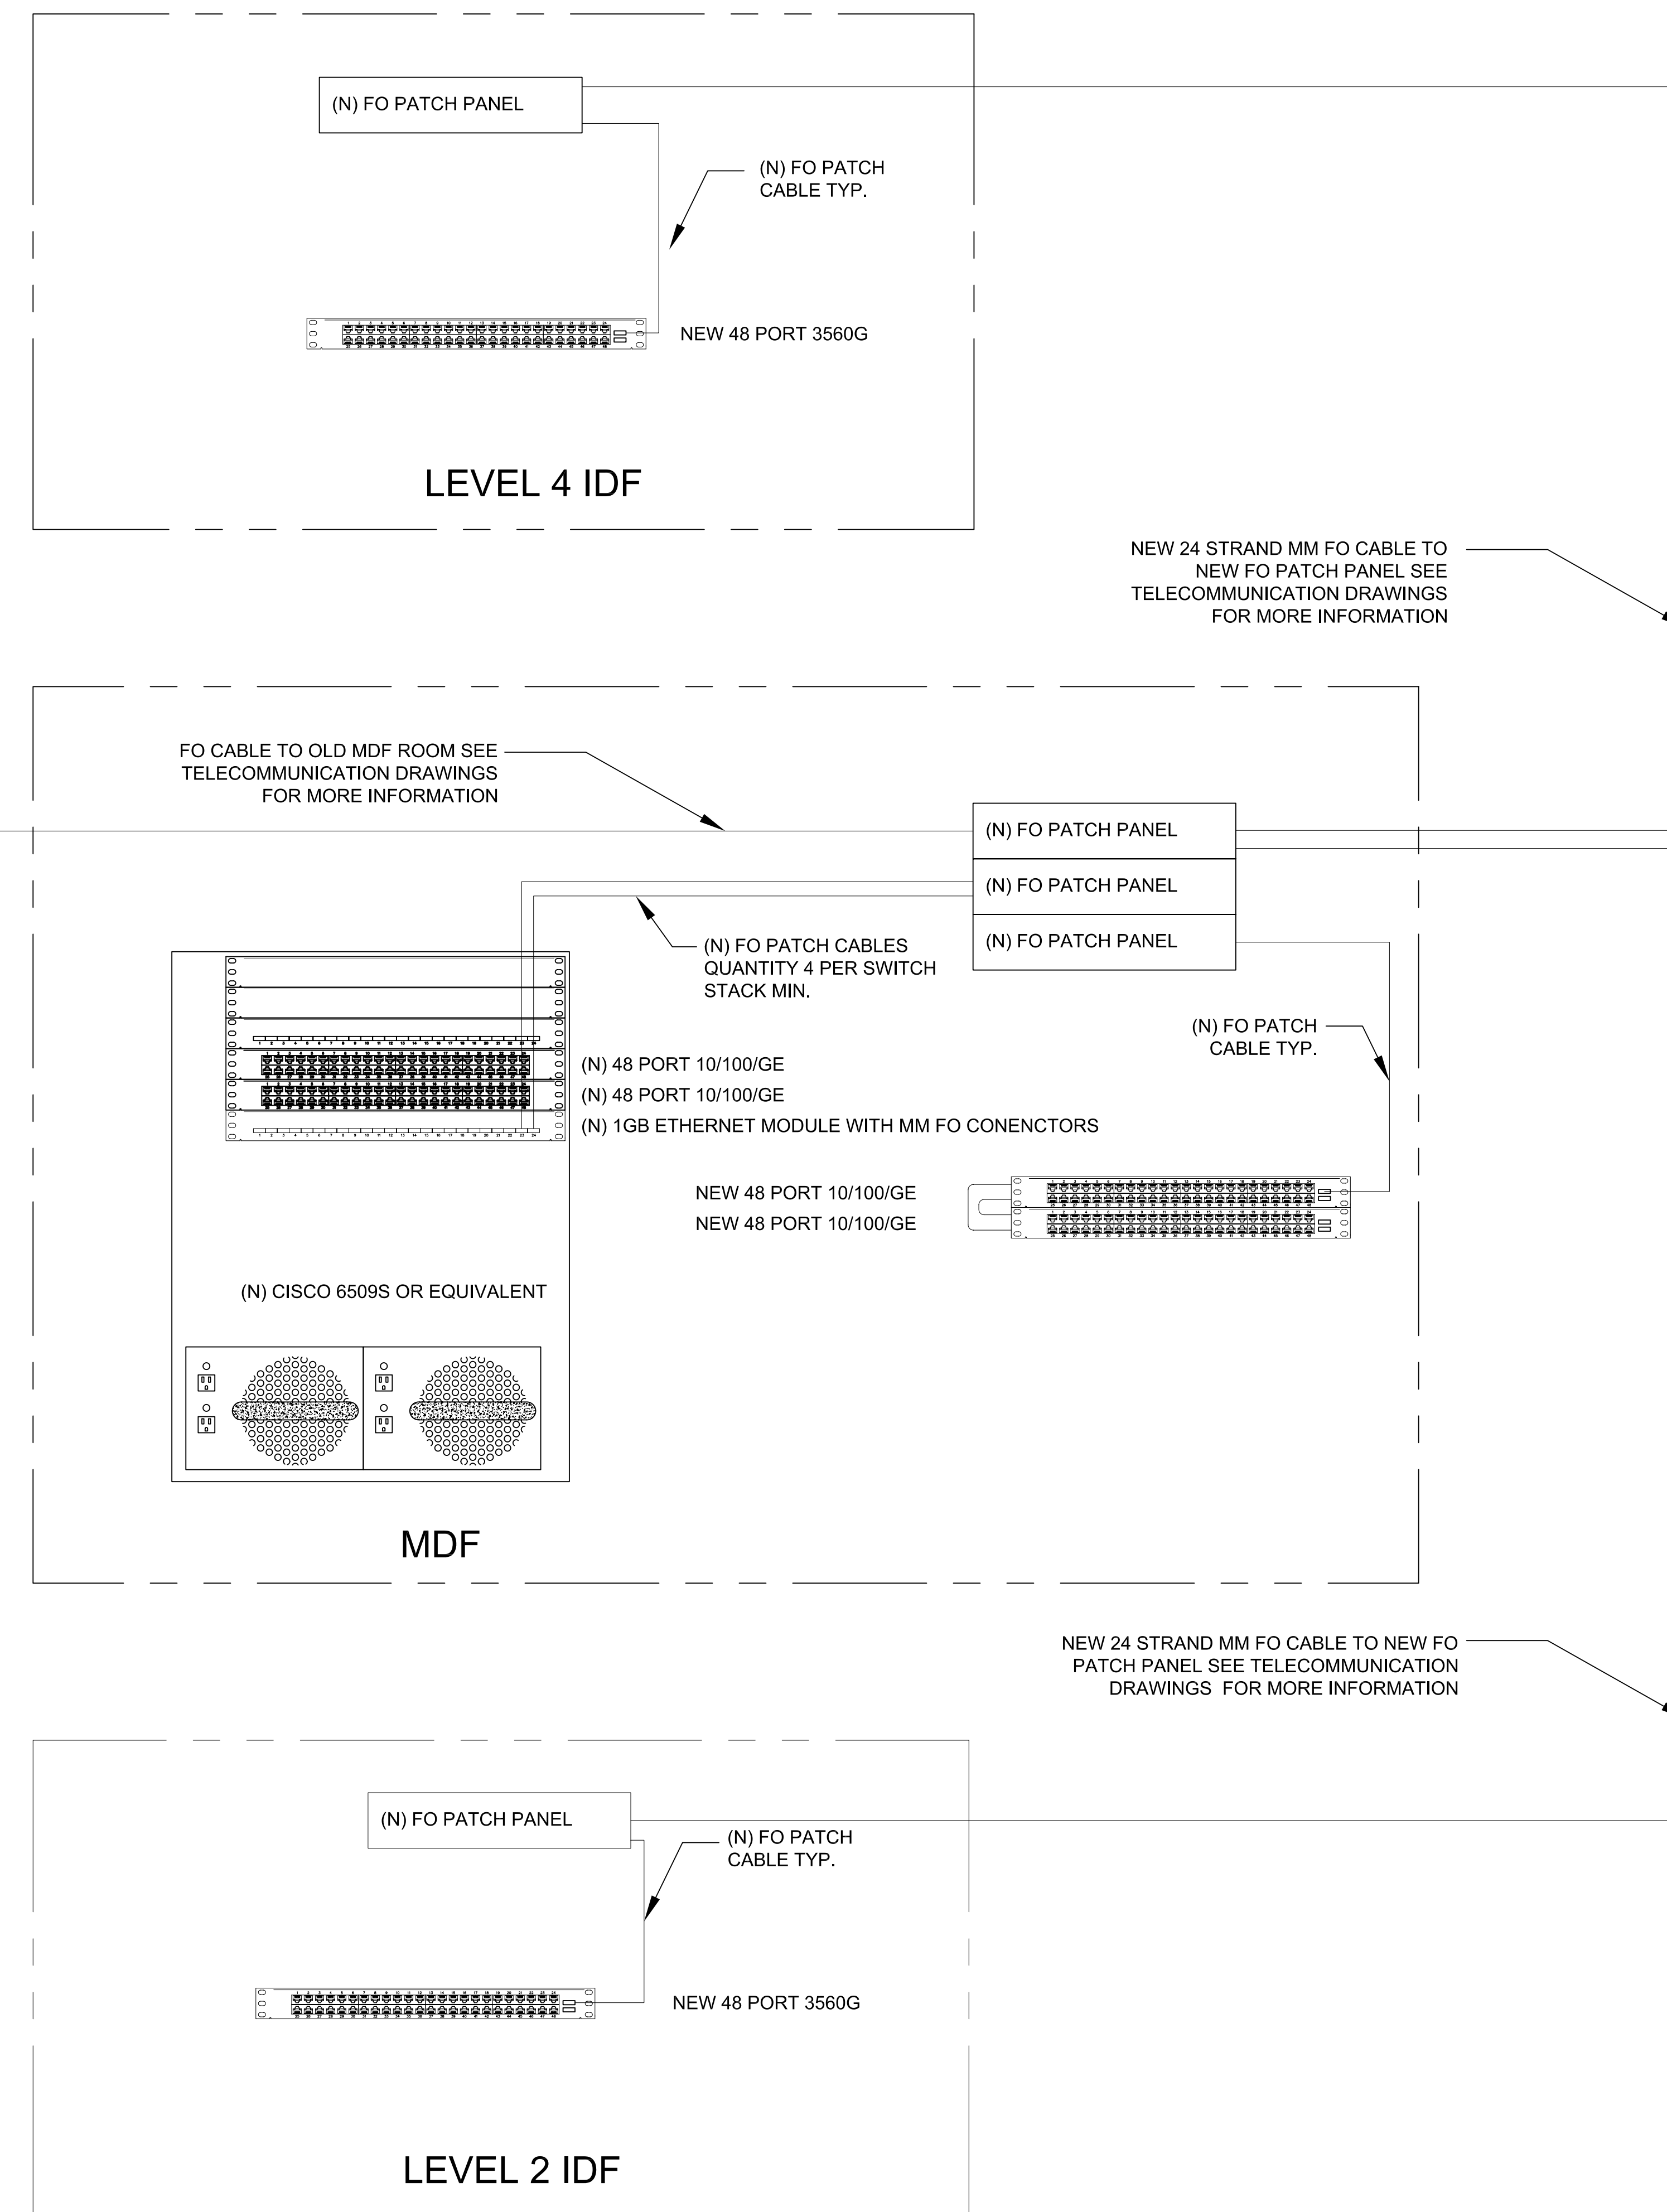 (N) FO PATCH PANEL
(N) FO PATCH
CABLE TYP.
NEW 48 PORT 3560G
LEVEL 4 IDF
NEW 24 STRAND MM FO CABLE TO
NEW FO PATCH PANEL SEE
TELECOMMUNICATION DRAWINGS
FOR MORE INFORMATION
FO CABLE TO OLD MDF ROOM SEE
TELECOMMUNICATION DRAWINGS
FOR MORE INFORMATION
(N) FO PATCH PANEL
(N) FO PATCH PANEL
(N) FO PATCH PANEL
(N) FO PATCH CABLES
QUANTITY 4 PER SWITCH
STACK MIN.
(N) FO PATCH
CABLE TYP.
(N) 48 PORT 10/100/GE
(N) 48 PORT 10/100/GE
(N) 1GB ETHERNET MODULE WITH MM FO CONENCTORS
NEW 48 PORT 10/100/GE
NEW 48 PORT 10/100/GE
(N) CISCO 6509S OR EQUIVALENT
MDF
NEW 24 STRAND MM FO CABLE TO NEW FO
PATCH PANEL SEE TELECOMMUNICATION
DRAWINGS  FOR MORE INFORMATION
(N) FO PATCH PANEL
(N) FO PATCH
CABLE TYP.
NEW 48 PORT 3560G
LEVEL 2 IDF